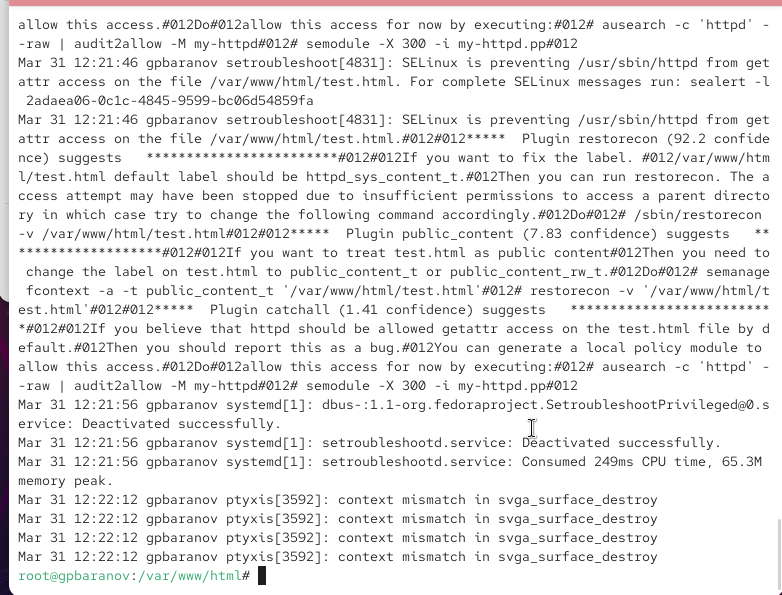 allow this access.#012Do#012allow this access for now by executing:#012# ausearch -c 'httpd' -
-raw | audit2allow -M my-httpd#012# semodule -X 300 -i my-httpd.pp#012
Mar 31 12:21:46 gpbaranov setroubleshoot[4831]: SELinux is preventing /usr/sbin/httpd from get
attr access on the file /var/www/html/test.html. For complete SELinux messages run: sealert -l
 2adaea06-0c1c-4845-9599-bc06d54859fa
Mar 31 12:21:46 gpbaranov setroubleshoot[4831]: SELinux is preventing /usr/sbin/httpd from get
attr access on the file /var/www/html/test.html.#012#012*****  Plugin restorecon (92.2 confide
nce) suggests   ************************#012#012If you want to fix the label. #012/var/www/htm
l/test.html default label should be httpd_sys_content_t.#012Then you can run restorecon. The a
ccess attempt may have been stopped due to insufficient permissions to access a parent directo
ry in which case try to change the following command accordingly.#012Do#012# /sbin/restorecon 
-v /var/www/html/test.html#012#012*****  Plugin public_content (7.83 confidence) suggests   **
******************#012#012If you want to treat test.html as public content#012Then you need to
 change the label on test.html to public_content_t or public_content_rw_t.#012Do#012# semanage
 fcontext -a -t public_content_t '/var/www/html/test.html'#012# restorecon -v '/var/www/html/t
est.html'#012#012*****  Plugin catchall (1.41 confidence) suggests   *************************
*#012#012If you believe that httpd should be allowed getattr access on the test.html file by d
efault.#012Then you should report this as a bug.#012You can generate a local policy module to 
allow this access.#012Do#012allow this access for now by executing:#012# ausearch -c 'httpd' -
-raw | audit2allow -M my-httpd#012# semodule -X 300 -i my-httpd.pp#012
Mar 31 12:21:56 gpbaranov systemd[1]: dbus-:1.1-org.fedoraproject.SetroubleshootPrivileged@0.s
ervice: Deactivated successfully.
Mar 31 12:21:56 gpbaranov systemd[1]: setroubleshootd.service: Deactivated successfully.
Mar 31 12:21:56 gpbaranov systemd[1]: setroubleshootd.service: Consumed 249ms CPU time, 65.3M 
memory peak.
Mar 31 12:22:12 gpbaranov ptyxis[3592]: context mismatch in svga_surface_destroy
Mar 31 12:22:12 gpbaranov ptyxis[3592]: context mismatch in svga_surface_destroy
Mar 31 12:22:12 gpbaranov ptyxis[3592]: context mismatch in svga_surface_destroy
Mar 31 12:22:12 gpbaranov ptyxis[3592]: context mismatch in svga_surface_destroy
root@gpbaranov:/var/www/html#